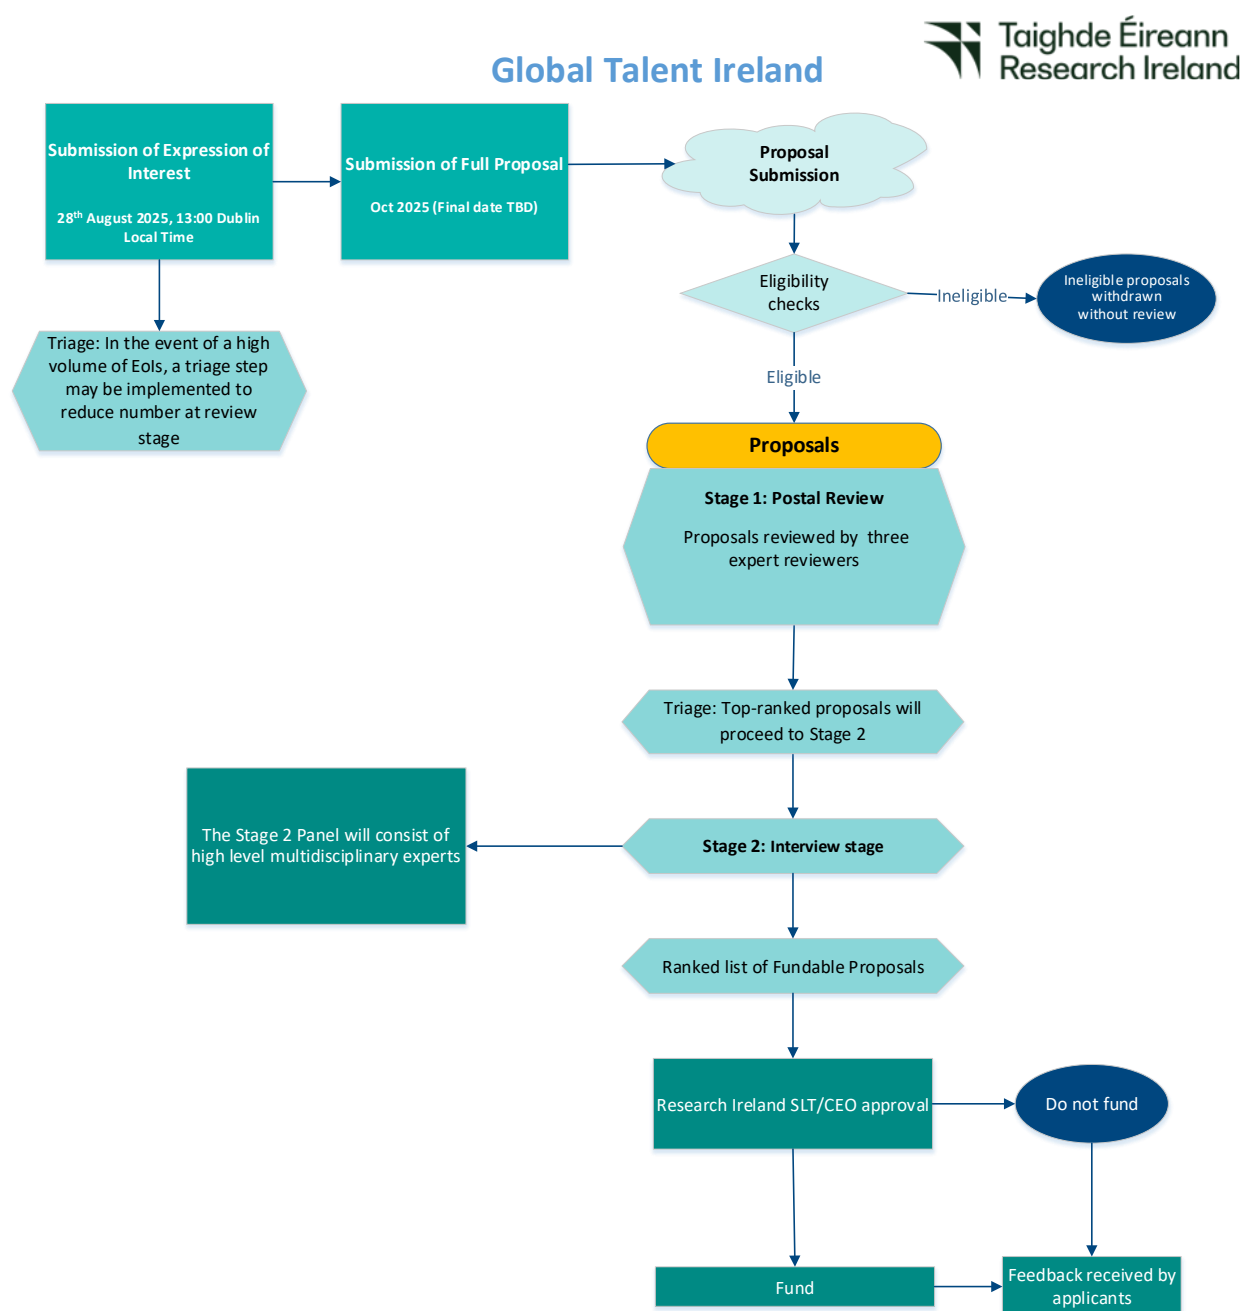 Taighde Éireann
Research Ireland
Global Talent Ireland
Submission of Expression of
Interest
28th August 2025, 13:00 Dublin
Local Time
Submission of Full Proposal
Oct 2025 (Final date TBD)
Proposal
Submission
Triage: In the event of a high
volume of EoIs, a triage step
may be implemented to
reduce number at review
stage
Eligibility
checks
Ineligible
Ineligible proposals
withdrawn
without review
Eligible
Proposals
Stage 1: Postal Review
Proposals reviewed by three
expert reviewers
Triage: Top-ranked proposals will
proceed to Stage 2
The Stage 2 Panel will consist of
high level multidisciplinary experts
Stage 2: Interview stage
Ranked list of Fundable Proposals
Research Ireland SLT/CEO approval
Do not fund
Fund
Feedback received by
applicants